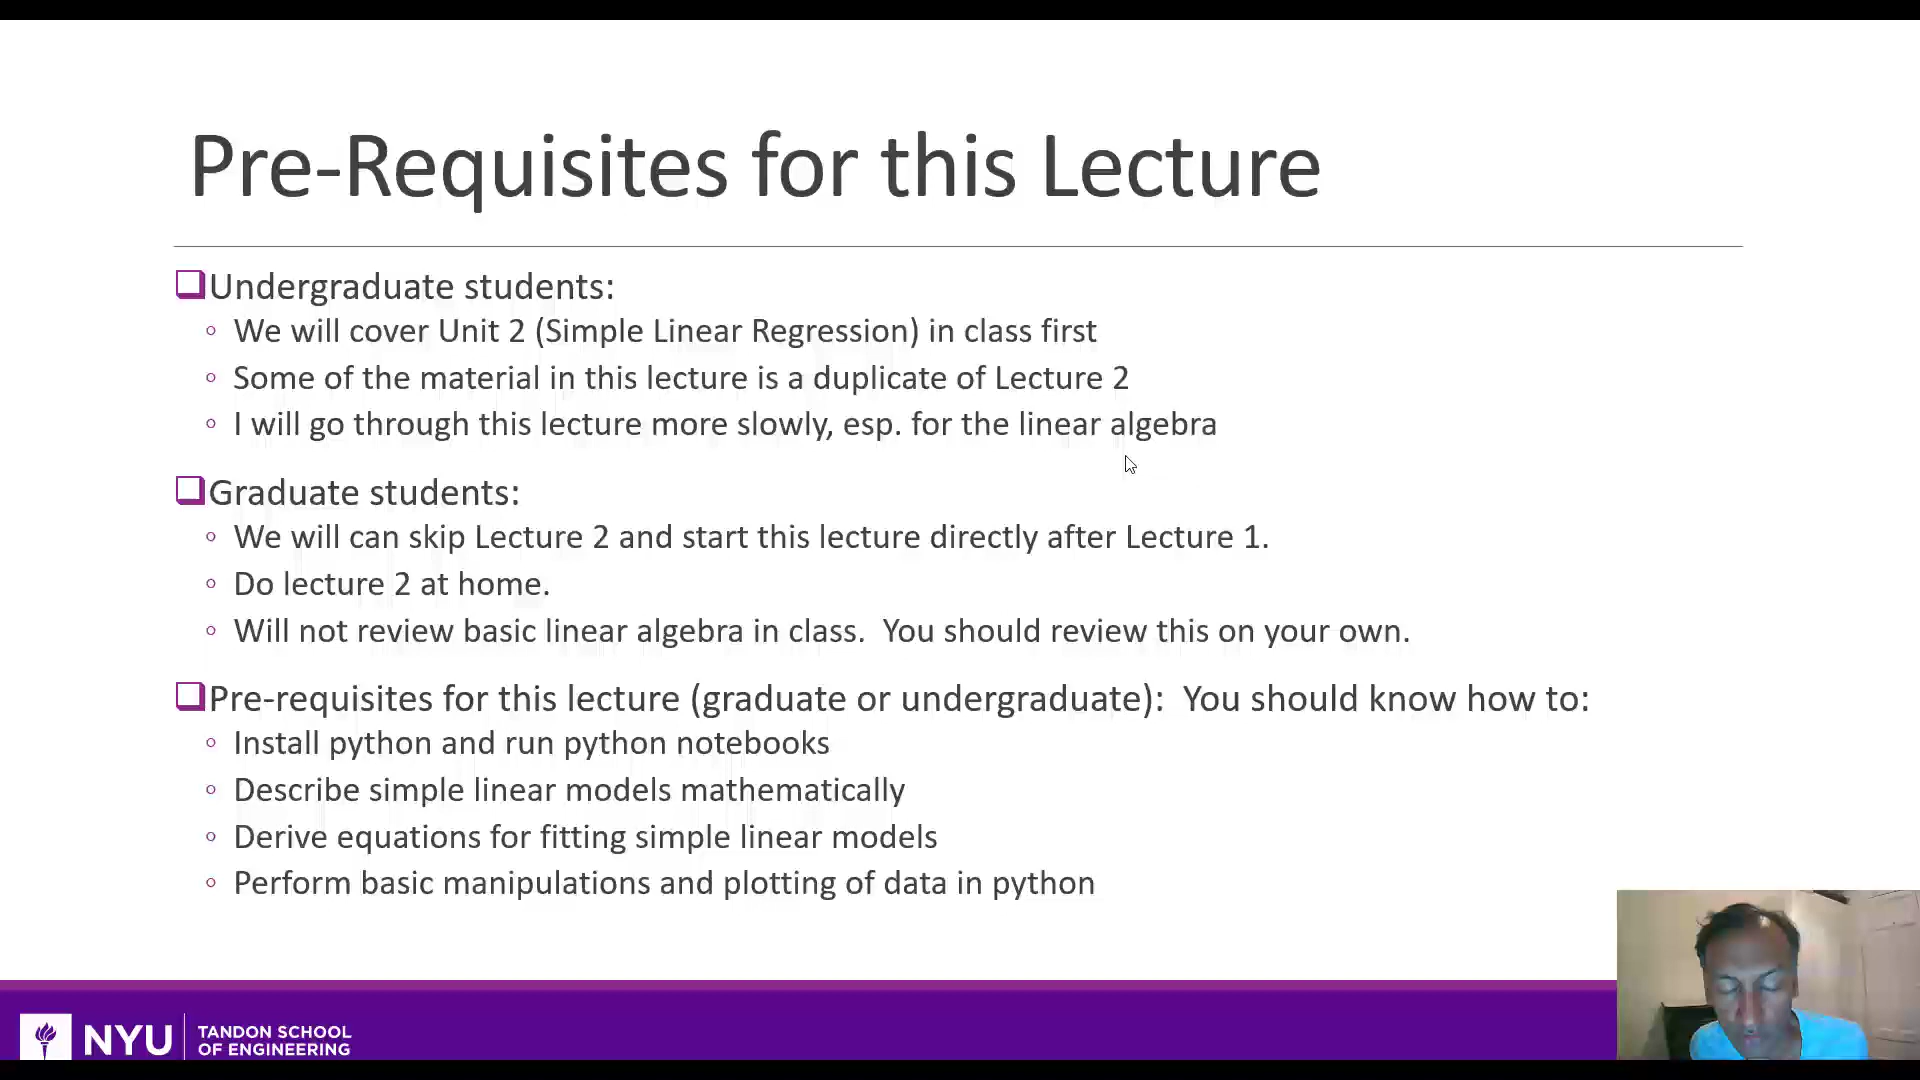 Pre-Requisites for this Lecture
Undergraduate students:
We will cover Unit 2 (Simple Linear Regression) in class first
Some of the material in this lecture is a duplicate of Lecture 2
I will go through this lecture more slowly, esp. for the linear algebra
Graduate students:
We will can skip Lecture 2 and start this lecture directly after Lecture 1.
Do lecture 2 at home.
Will not review basic linear algebra in class.  You should review this on your own.
Pre-requisites for this lecture (graduate or undergraduate):  You should know how to:
Install python and run python notebooks
Describe simple linear models mathematically
Derive equations for fitting simple linear models
Perform basic manipulations and plotting of data in python
NYU
TANDON SCHOOL
OF ENGINEERING